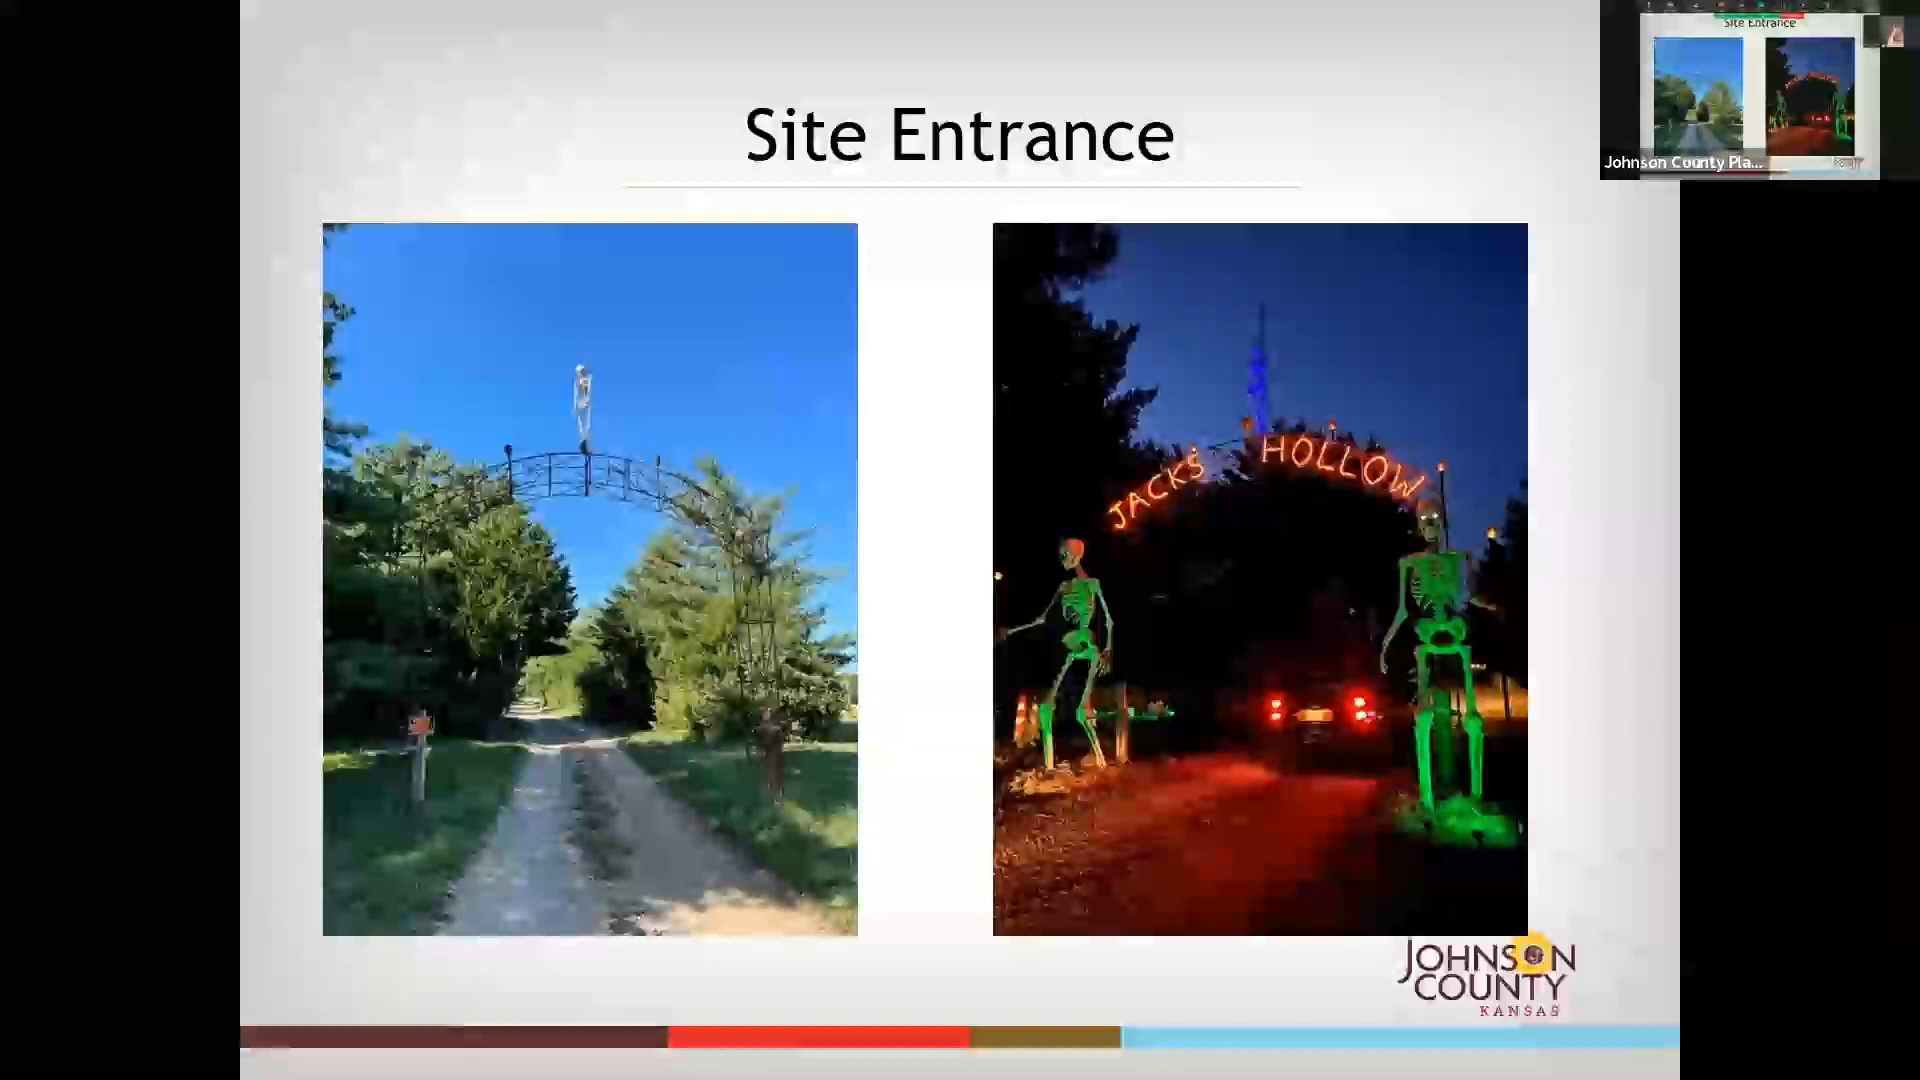 Site Entrance
JACKS HOLLOW
JOHNSON
COUNTY
KANSAS
Site Entrance
Johnson County Pla...